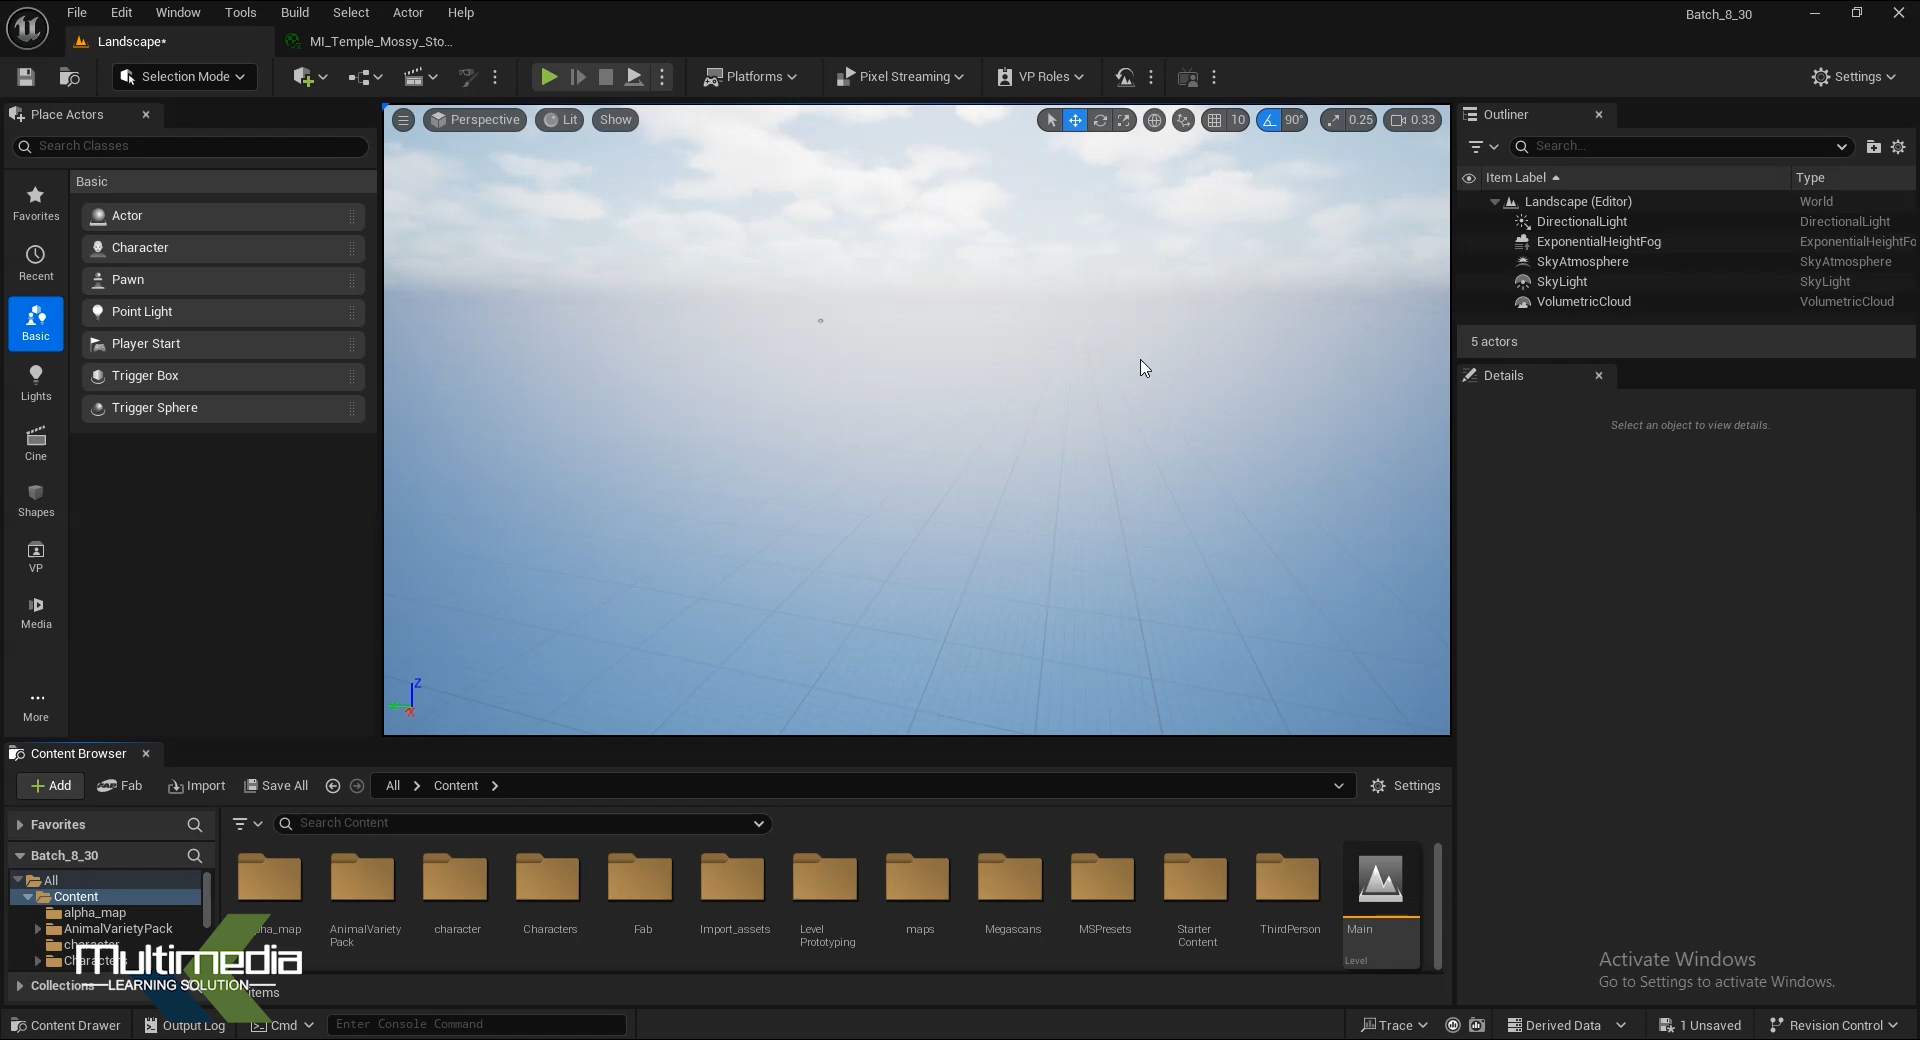 File Edit Window Tools Build Select Actor Help
Batch_8_30
Landscape*
MI_Temple_Mossy_Sto...
Selection Mode
Platforms
Pixel Streaming
VP Roles
Settings
Place Actors
Search Classes
Basic
Favorites
Recent
Basic
Lights
Cine
Shapes
VP
Media
More
Actor
Character
Pawn
Point Light
Player Start
Trigger Box
Trigger Sphere
Perspective
Lit
Show
10
90°
0.25
0.33
Z
X
Outliner
Search...
Item Label
Type
Landscape (Editor) World
DirectionalLight DirectionalLight
ExponentialHeightFog ExponentialHeightFo
SkyAtmosphere SkyAtmosphere
SkyLight SkyLight
VolumetricCloud VolumetricCloud
5 actors
Details
Select an object to view details.
Content Browser
Add
Fab
Import
Save All
All
Content
Settings
Favorites
Batch_8_30
All
Content
alpha_map
AnimalVarietyPack
character
Characters
Collections
Search Content
ha_map
AnimalVariety
Pack
character
Characters
Fab
Import_assets
Level
Prototyping
maps
Megascans
MSPresets
Starter
Content
ThirdPerson
Main
Level
items
Multimedia
LEARNING SOLUTION
Activate Windows
Go to Settings to activate Windows.
Content Drawer
Output Log
Cmd
Enter Console Command
Trace
Derived Data
1 Unsaved
Revision Control